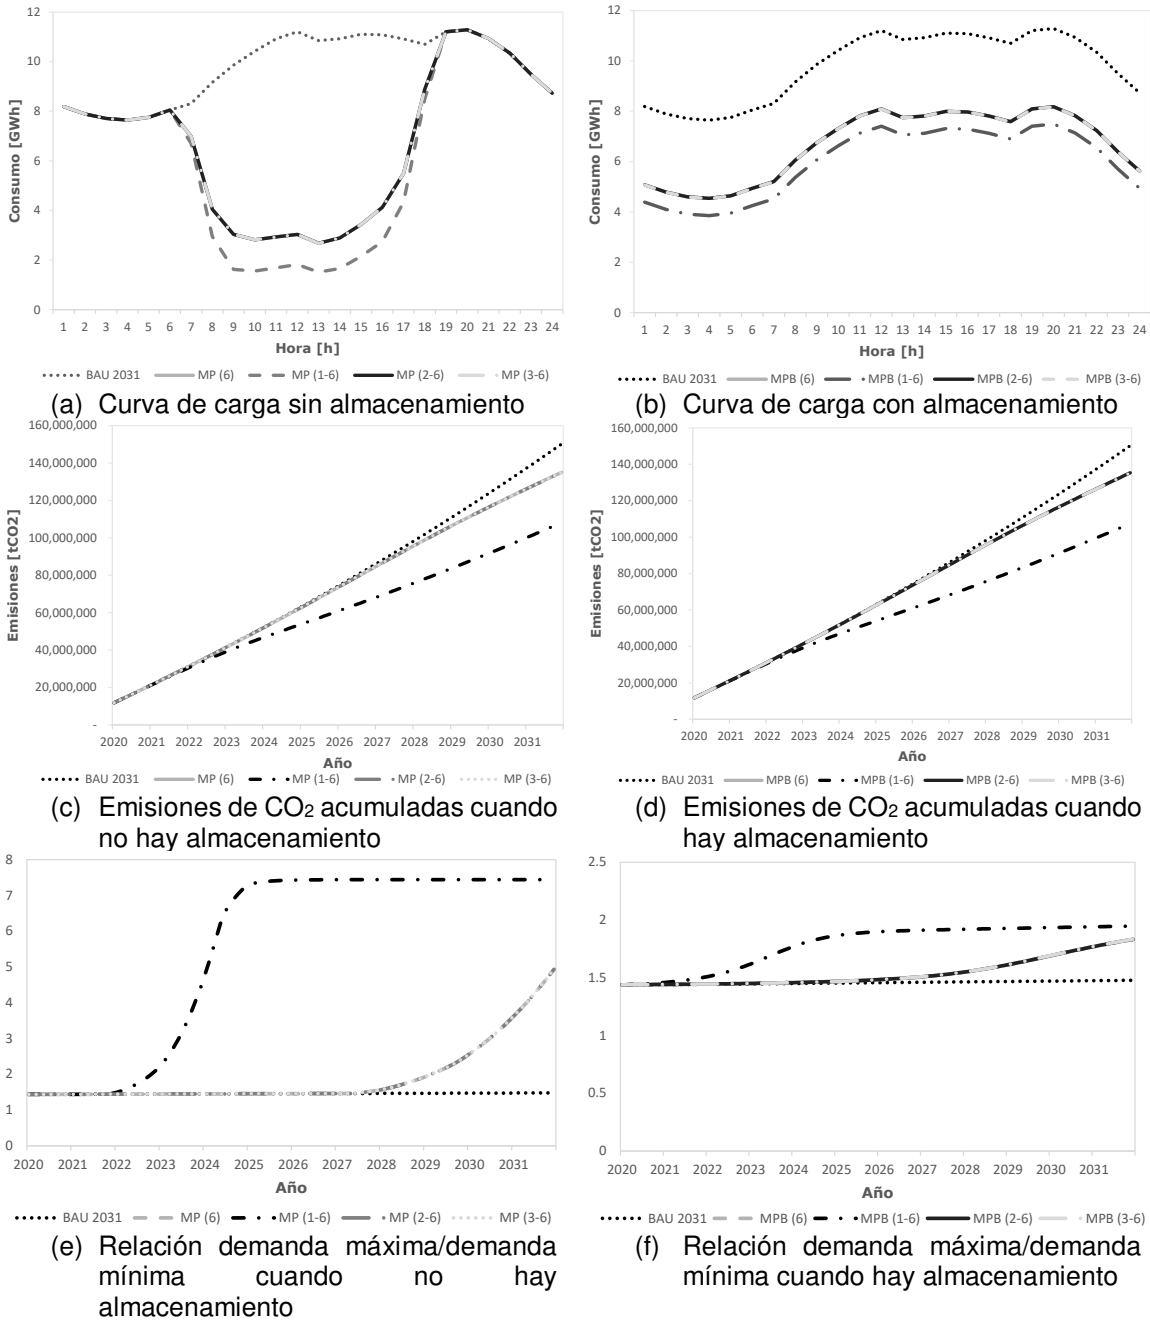 12
10
8
6
4
2
0
Consumo [GWh]
1 2 3 4 5 6 7 8 9 10 11 12 13 14 15 16 17 18 19 20 21 22 23 24
Hora [h]
BAU 2031 MP (6) MP (1-6) MP (2-6) MP (3-6)
(a) Curva de carga sin almacenamiento
12
10
8
6
4
2
0
Consumo [GWh]
1 2 3 4 5 6 7 8 9 10 11 12 13 14 15 16 17 18 19 20 21 22 23 24
Hora [h]
BAU 2031 MPB (6) MPB (1-6) MPB (2-6) MPB (3-6)
(b) Curva de carga con almacenamiento
160,000,000
140,000,000
120,000,000
100,000,000
80,000,000
60,000,000
40,000,000
20,000,000
-
Emisiones [tCO2]
2020 2021 2022 2023 2024 2025 2026 2027 2028 2029 2030 2031
Año
BAU 2031 MP (6) MP (1-6) MP (2-6) MP (3-6)
(c) Emisiones de CO2 acumuladas cuando
no hay almacenamiento
160,000,000
140,000,000
120,000,000
100,000,000
80,000,000
60,000,000
40,000,000
20,000,000
-
Emisiones [tCO2]
2020 2021 2022 2023 2024 2025 2026 2027 2028 2029 2030 2031
Año
BAU 2031 MPB (6) MPB (1-6) MPB (2-6) MPB (3-6)
(d) Emisiones de CO2 acumuladas cuando
hay almacenamiento
8
7
6
5
4
3
2
1
0
2020 2021 2022 2023 2024 2025 2026 2027 2028 2029 2030 2031
Año
BAU 2031 MP (6) MP (1-6) MP (2-6) MP (3-6)
(e) Relación demanda máxima/demanda
mínima cuando no hay
almacenamiento
2.5
2
1.5
1
0.5
0
2020 2021 2022 2023 2024 2025 2026 2027 2028 2029 2030 2031
Año
BAU 2031 MPB (6) MPB (1-6) MPB (2-6) MPB (3-6)
(f) Relación demanda máxima/demanda
mínima cuando hay almacenamiento